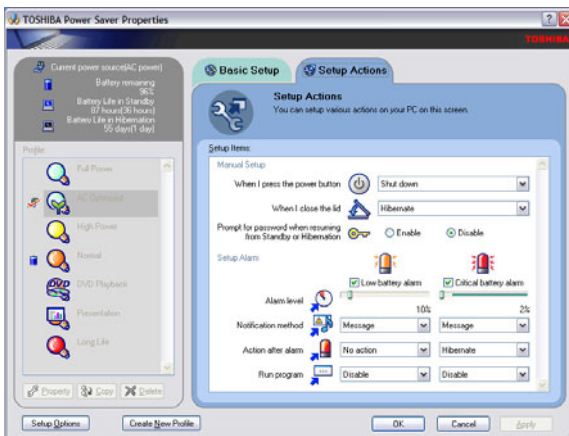 TOSHIBA Power Saver Properties
TOSHIBA
Current power source(AC power)
Battery remaining
96%
Battery Life in Standby
87 hours(36 hours)
Battery Life in Hibernation
55 days(1 day)
Profile:
Full Power
AC Optimized
High Power
Normal
DVD Playback
Presentation
Long Life
Property
Copy
Delete
Setup Options
Create New Profile
Basic Setup
Setup Actions
Setup Actions
You can setup various actions on your PC on this screen.
Setup Items:
Manual Setup
When I press the power button
Shut down
When I close the lid
Hibernate
Prompt for password when resuming
from Standby or Hibernation
Enable
Disable
Setup Alarm
Low battery alarm
Critical battery alarm
Alarm level
10%
2%
Notification method
Message
Message
Action after alarm
No action
Hibernate
Run program
Disable
Disable
OK
Cancel
Apply